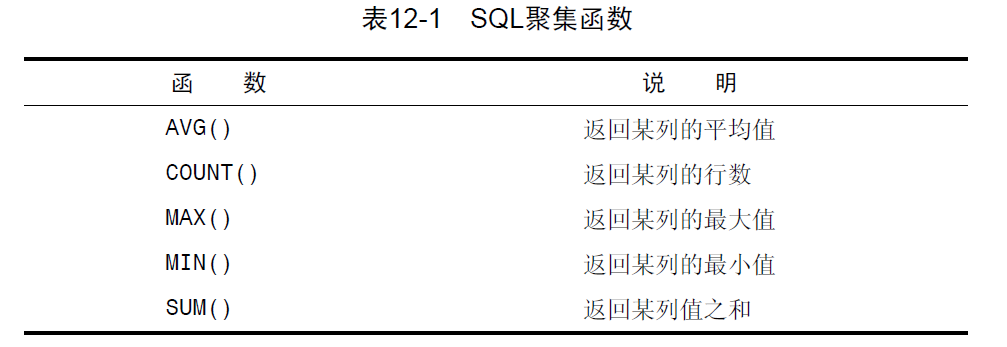 表12-1 SQL聚集函数
函 数 说 明
AVG() 返回某列的平均值
COUNT() 返回某列的行数
MAX() 返回某列的最大值
MIN() 返回某列的最小值
SUM() 返回某列值之和